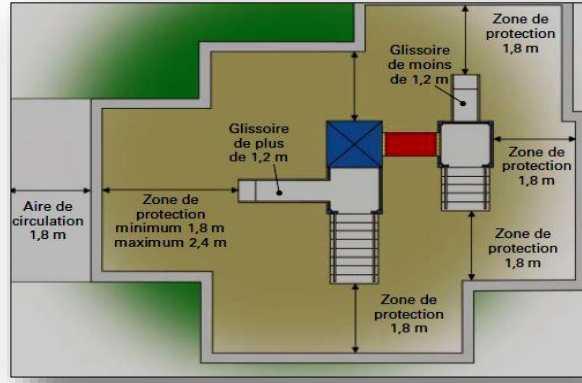 Zone de
protection
1,8 m
Glissoire
de moins
de 1,2 m
Glissoire
de plus
de 1,2 m
Zone de
protection
1,8 m
Aire de
circulation
1,8 m
Zone de
protection
minimum 1,8 m
maximum 2,4 m
Zone de
protection
1,8 m
Zone de
protection
1,8 m